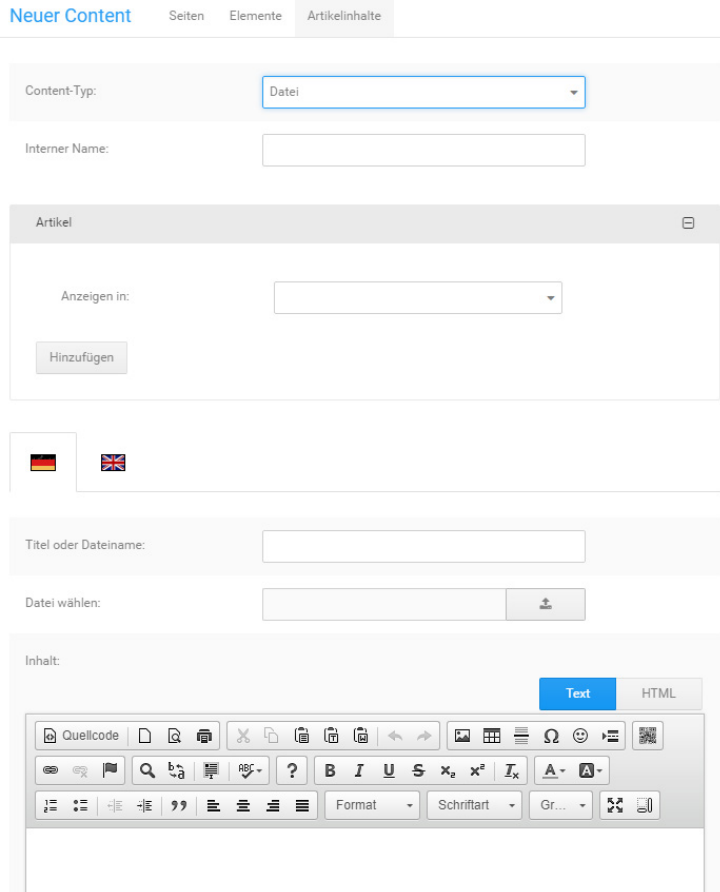 Neuer Content Seiten Elemente Artikelinhalte
Content-Typ: Datei
Interner Name:
Artikel
Anzeigen in:
Hinzufügen
Titel oder Dateiname:
Datei wählen:
Inhalt:
Text HTML
Quellcode
Format Schriftart Gr...